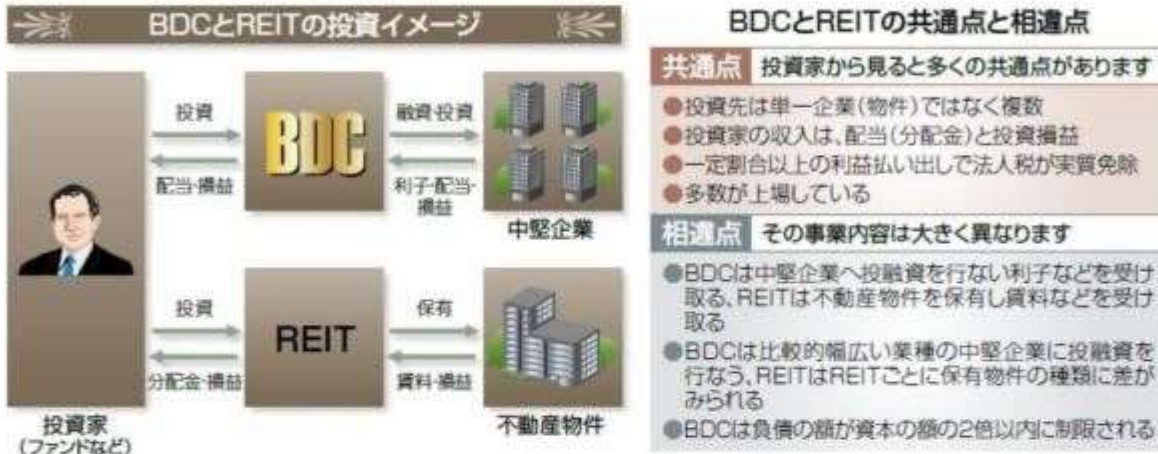 BDCとREITの投資イメージ
投資
配当・損益
BDC
融資・投資
利子・配当・
損益
中堅企業
投資
分配金・損益
REIT
保有
賃料・損益
不動産物件
投資家
(ファンドなど)
BDCとREITの共通点と相違点
共通点 投資家から見ると多くの共通点があります
●投資先は単一企業(物件)ではなく複数
●投資家の収入は、配当(分配金)と投資損益
●一定割合以上の利益払い出しで法人税が実質免除
●多数が上場している
相違点 その事業内容は大きく異なります
●BDCは中堅企業へ投融資を行ない利子などを受け
取る、REITは不動産物件を保有し賃料などを受け
取る
●BDCは比較的幅広い業種の中堅企業に投融資を
行なう、REITはREITごとに保有物件の種類に差が
みられる
●BDCは負債の額が資本の額の2倍以内に制限される